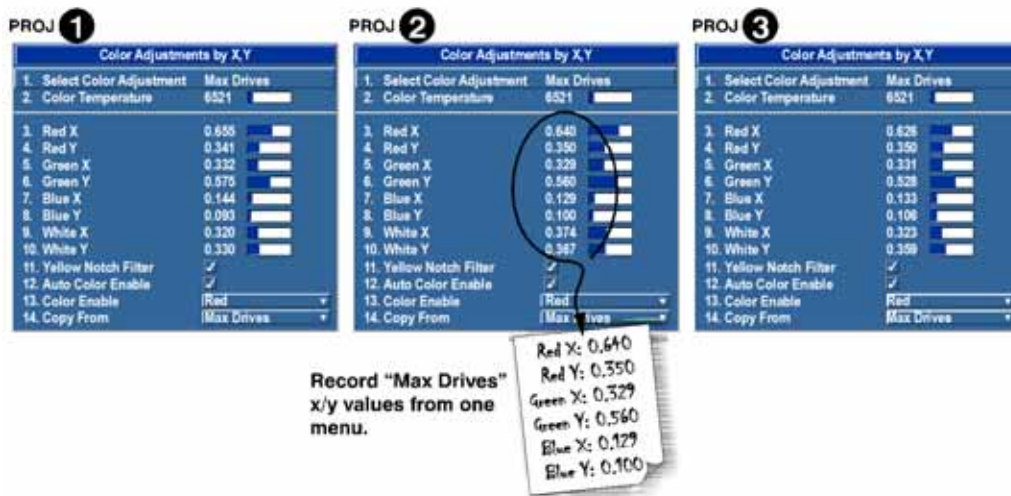 PROJ 1
Color Adjustments by X,Y
1. Select Color Adjustment Max Drives
2. Color Temperature 6521
3. Red X 0.655
4. Red Y 0.341
5. Green X 0.332
6. Green Y 0.575
7. Blue X 0.144
8. Blue Y 0.093
9. White X 0.320
10. White Y 0.330
11. Yellow Notch Filter
12. Auto Color Enable
13. Color Enable Red
14. Copy From Max Drives
PROJ 2
Color Adjustments by X,Y
1. Select Color Adjustment Max Drives
2. Color Temperature 6521
3. Red X 0.640
4. Red Y 0.350
5. Green X 0.329
6. Green Y 0.560
7. Blue X 0.129
8. Blue Y 0.100
9. White X 0.374
10. White Y 0.367
11. Yellow Notch Filter
12. Auto Color Enable
13. Color Enable Red
14. Copy From Max Drives
PROJ 3
Color Adjustments by X,Y
1. Select Color Adjustment Max Drives
2. Color Temperature 6521
3. Red X 0.626
4. Red Y 0.350
5. Green X 0.331
6. Green Y 0.528
7. Blue X 0.133
8. Blue Y 0.106
9. White X 0.323
10. White Y 0.359
11. Yellow Notch Filter
12. Auto Color Enable
13. Color Enable Red
14. Copy From Max Drives
Record “Max Drives”
x/y values from one
menu.
Red X: 0.640
Red Y: 0.350
Green X: 0.329
Green Y: 0.560
Blue X: 0.129
Blue Y: 0.100